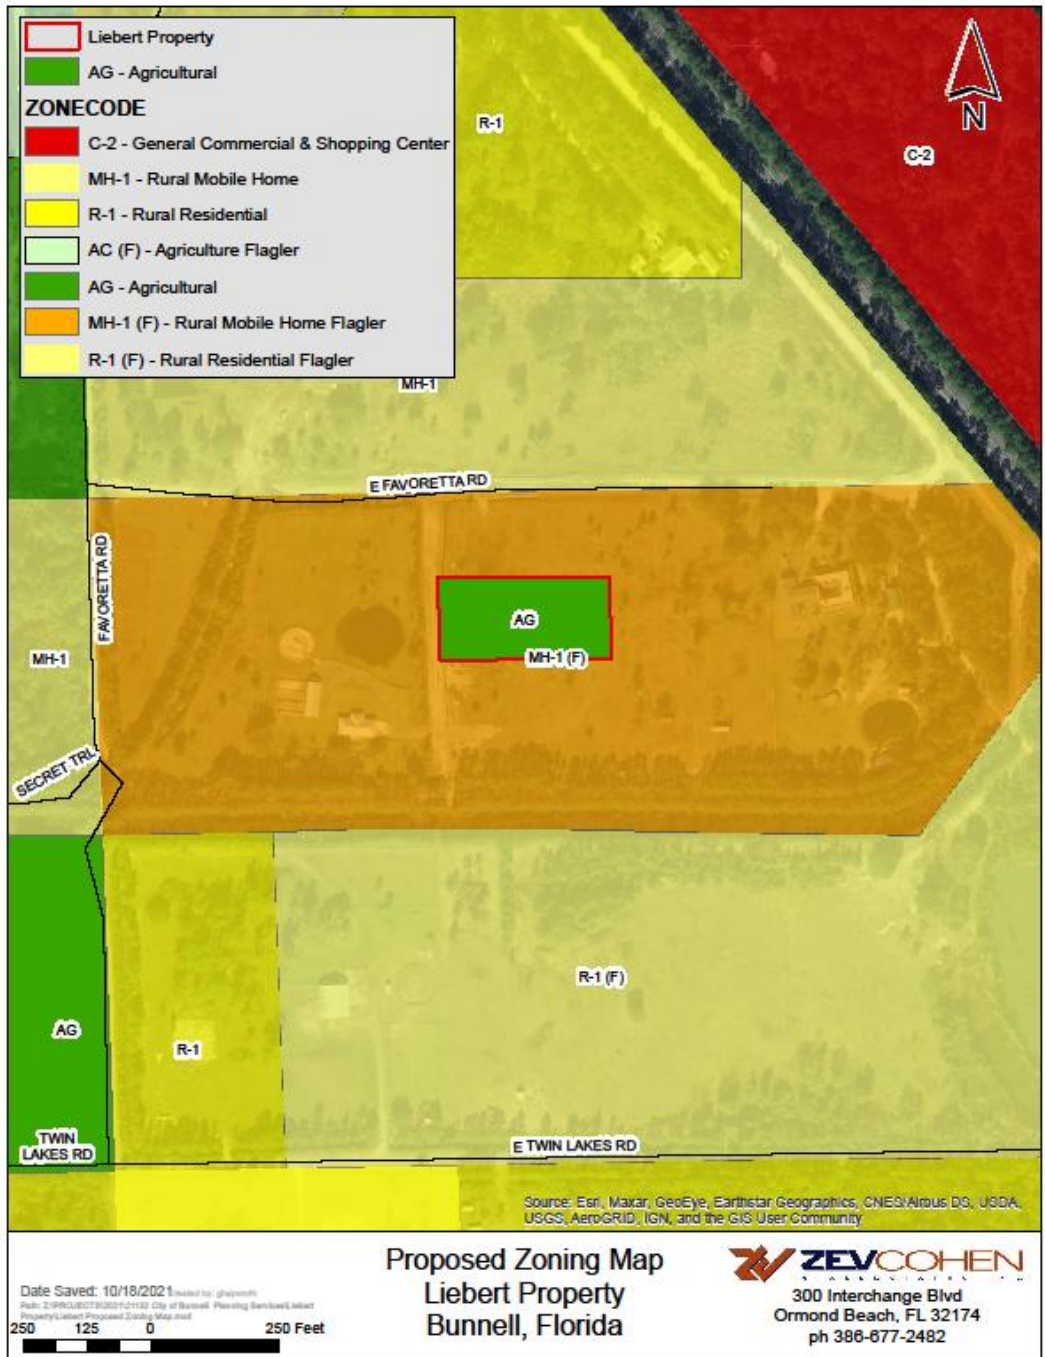 Liebert Property
AG - Agricultural
ZONECODE
C-2 - General Commercial & Shopping Center
MH-1 - Rural Mobile Home
R-1 - Rural Residential
AC (F) - Agriculture Flagler
AG - Agricultural
MH-1 (F) - Rural Mobile Home Flagler
R-1 (F) - Rural Residential Flagler
N
R-1
C-2
MH-1
E FAVORETTA RD
FAVORETTA RD
AG
MH-1 (F)
MH-1
SECRET TRL
R-1 (F)
AG
R-1
TWIN
LAKES RD
E TWIN LAKES RD
Source: Esri, Maxar, GeoEye, Earthstar Geographics, CNES/Airbus DS, USDA,
USGS, AeroGRID, IGN, and the GIS User Community
Proposed Zoning Map
Liebert Property
Bunnell, Florida
Date Saved: 10/18/2021
250 125 0 250 Feet
ZEVCOHEN
300 Interchange Blvd
Ormond Beach, FL 32174
ph 386-677-2482